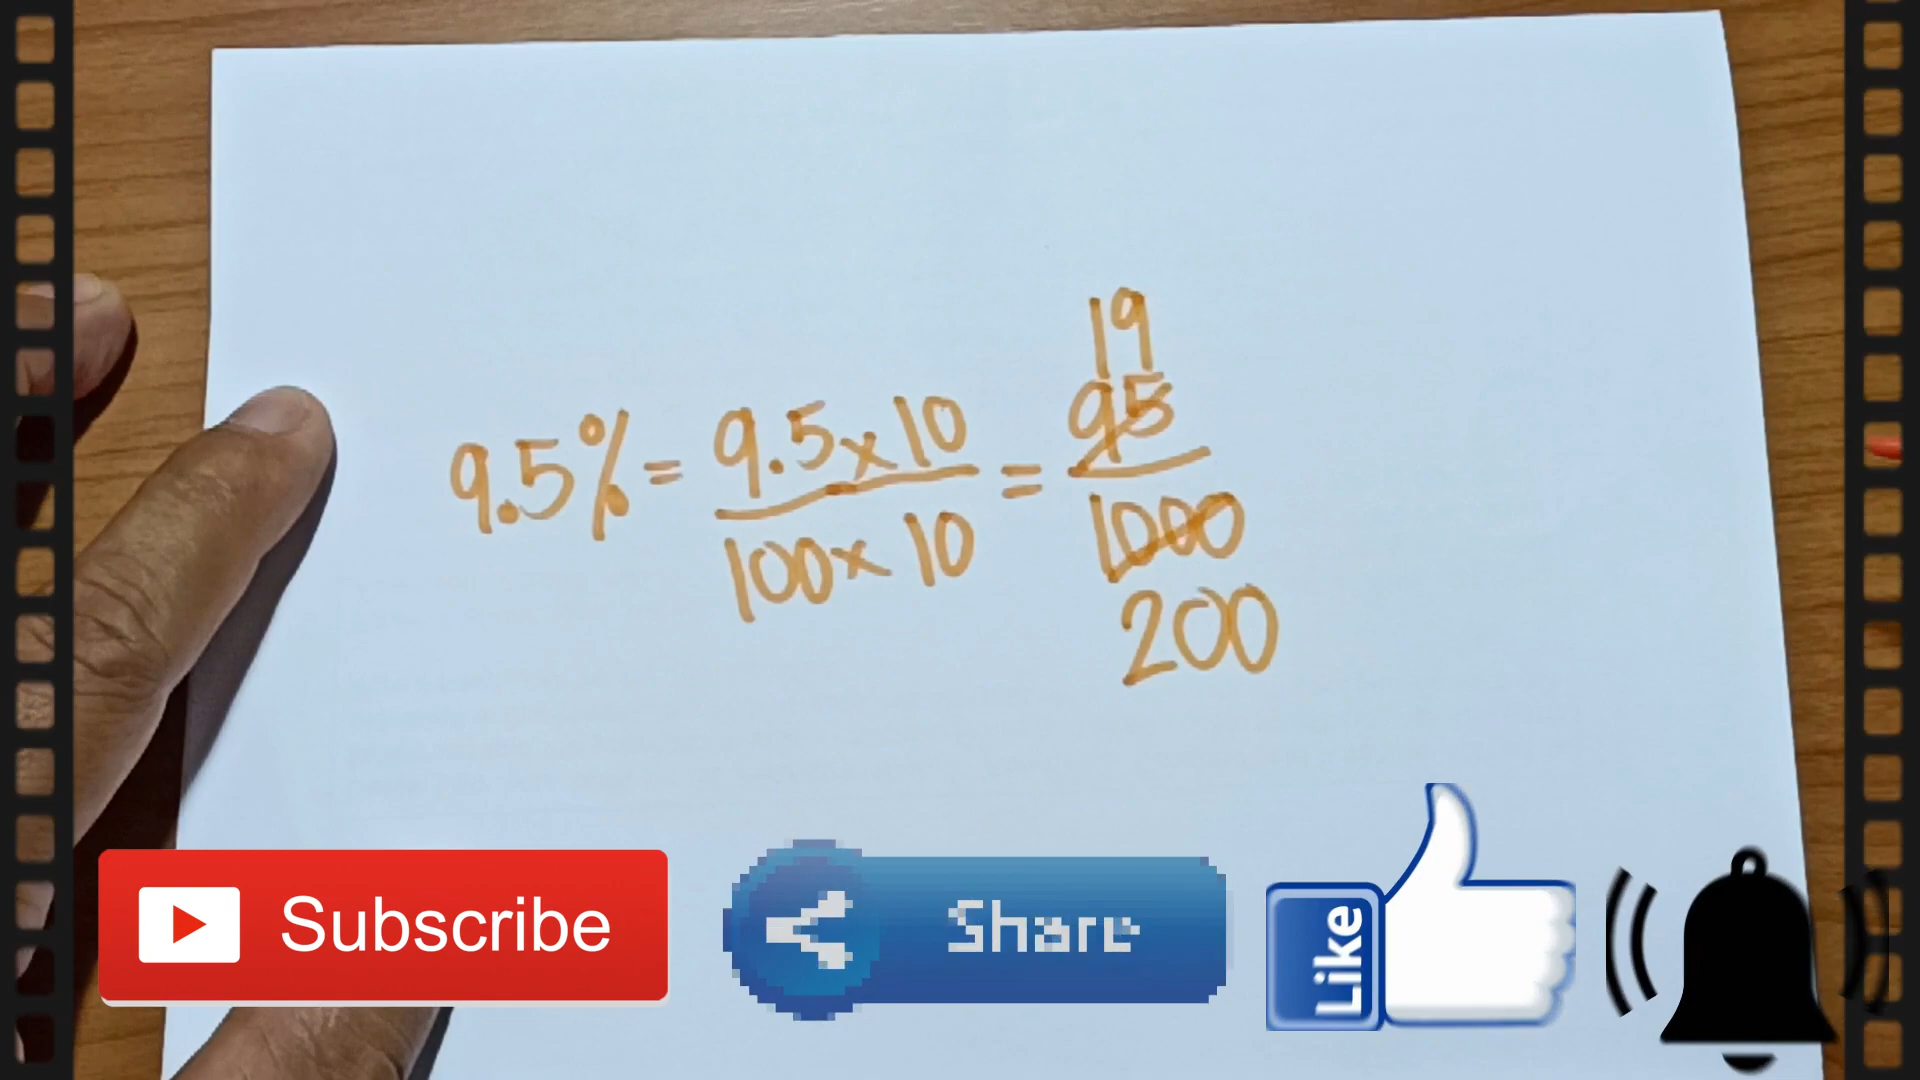 19
9.5% = 9.5x10 = 95
100x10 1000
200
Subscribe
Share
Like